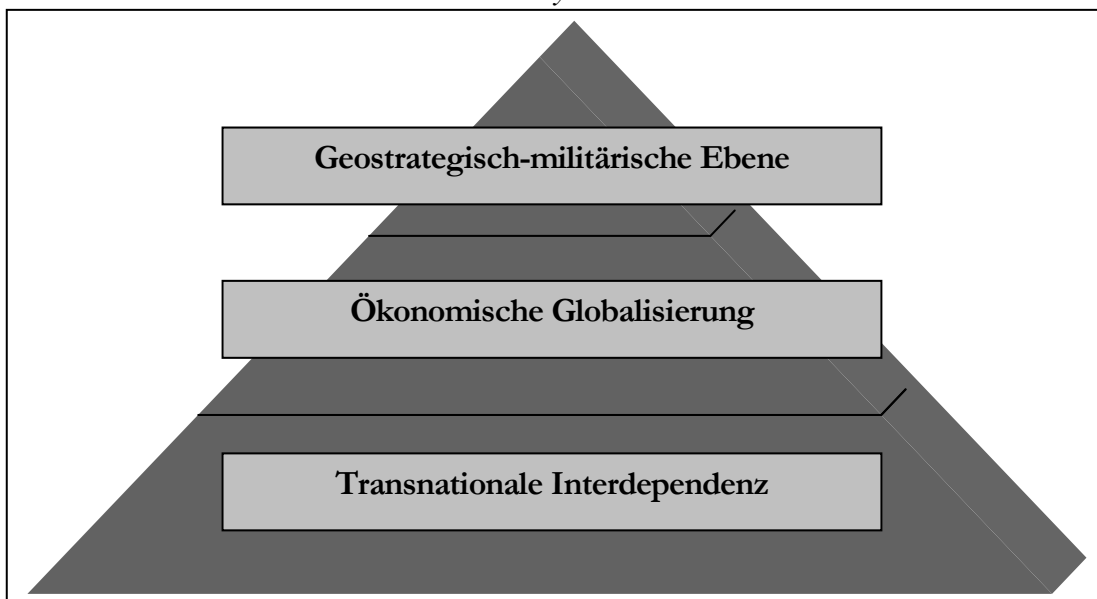 Geostrategisch-militärische Ebene
Ökonomische Globalisierung
Transnationale Interdependenz